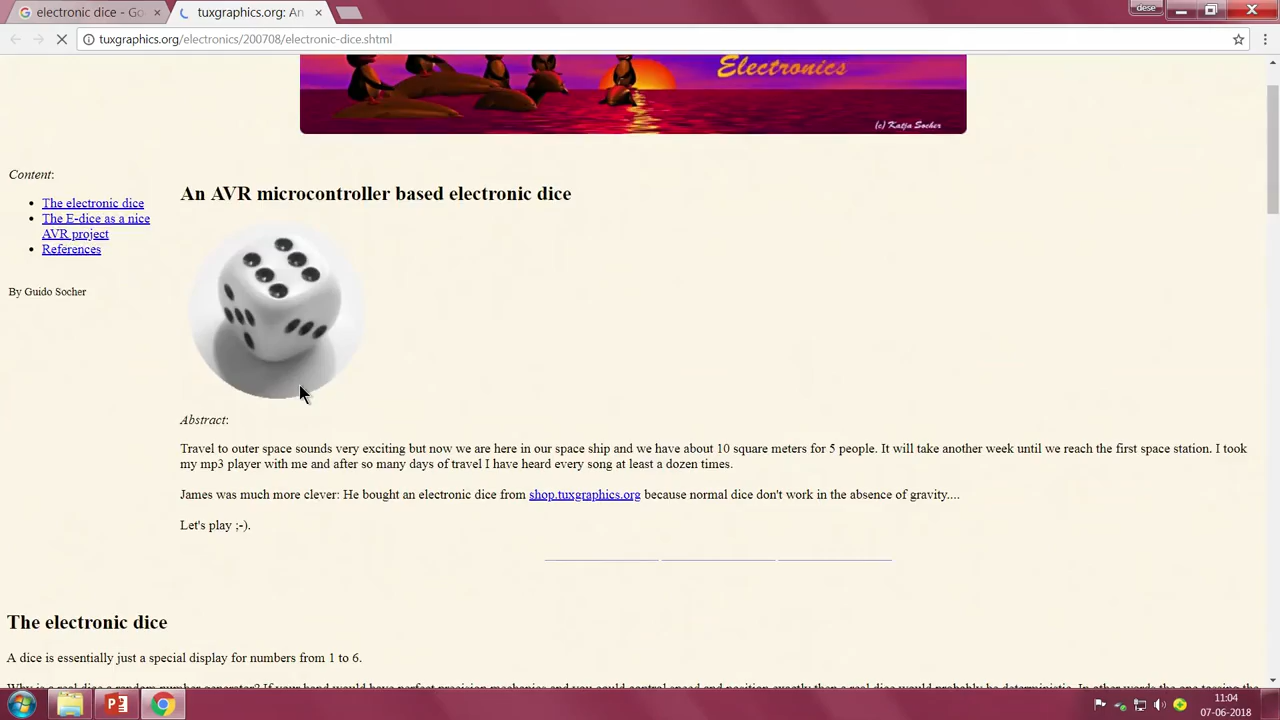 electronic dice - Go
tuxgraphics.org: An
dese
tuxgraphics.org/electronics/200708/electronic-dice.shtml
Electronics
(c) Katja Socher
Content:
The electronic dice
The E-dice as a nice
AVR project
References
By Guido Socher
An AVR microcontroller based electronic dice
Abstract:
Travel to outer space sounds very exciting but now we are here in our space ship and we have about 10 square meters for 5 people. It will take another week until we reach the first space station. I took
my mp3 player with me and after so many days of travel I have heard every song at least a dozen times.
James was much more clever: He bought an electronic dice from shop.tuxgraphics.org because normal dice don't work in the absence of gravity....
Let's play ;-).
The electronic dice
A dice is essentially just a special display for numbers from 1 to 6.
11:04
07-06-2018